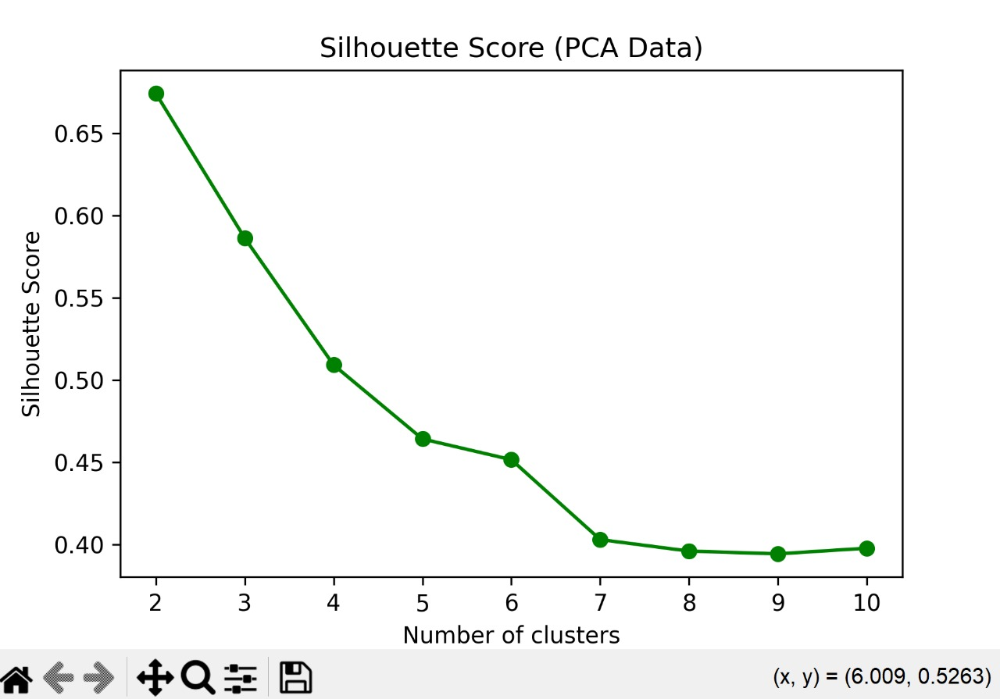 Silhouette Score (PCA Data)
Silhouette Score
0.65
0.60
0.55
0.50
0.45
0.40
2 3 4 5 6 7 8 9 10
Number of clusters
(x, y) = (6.009, 0.5263)